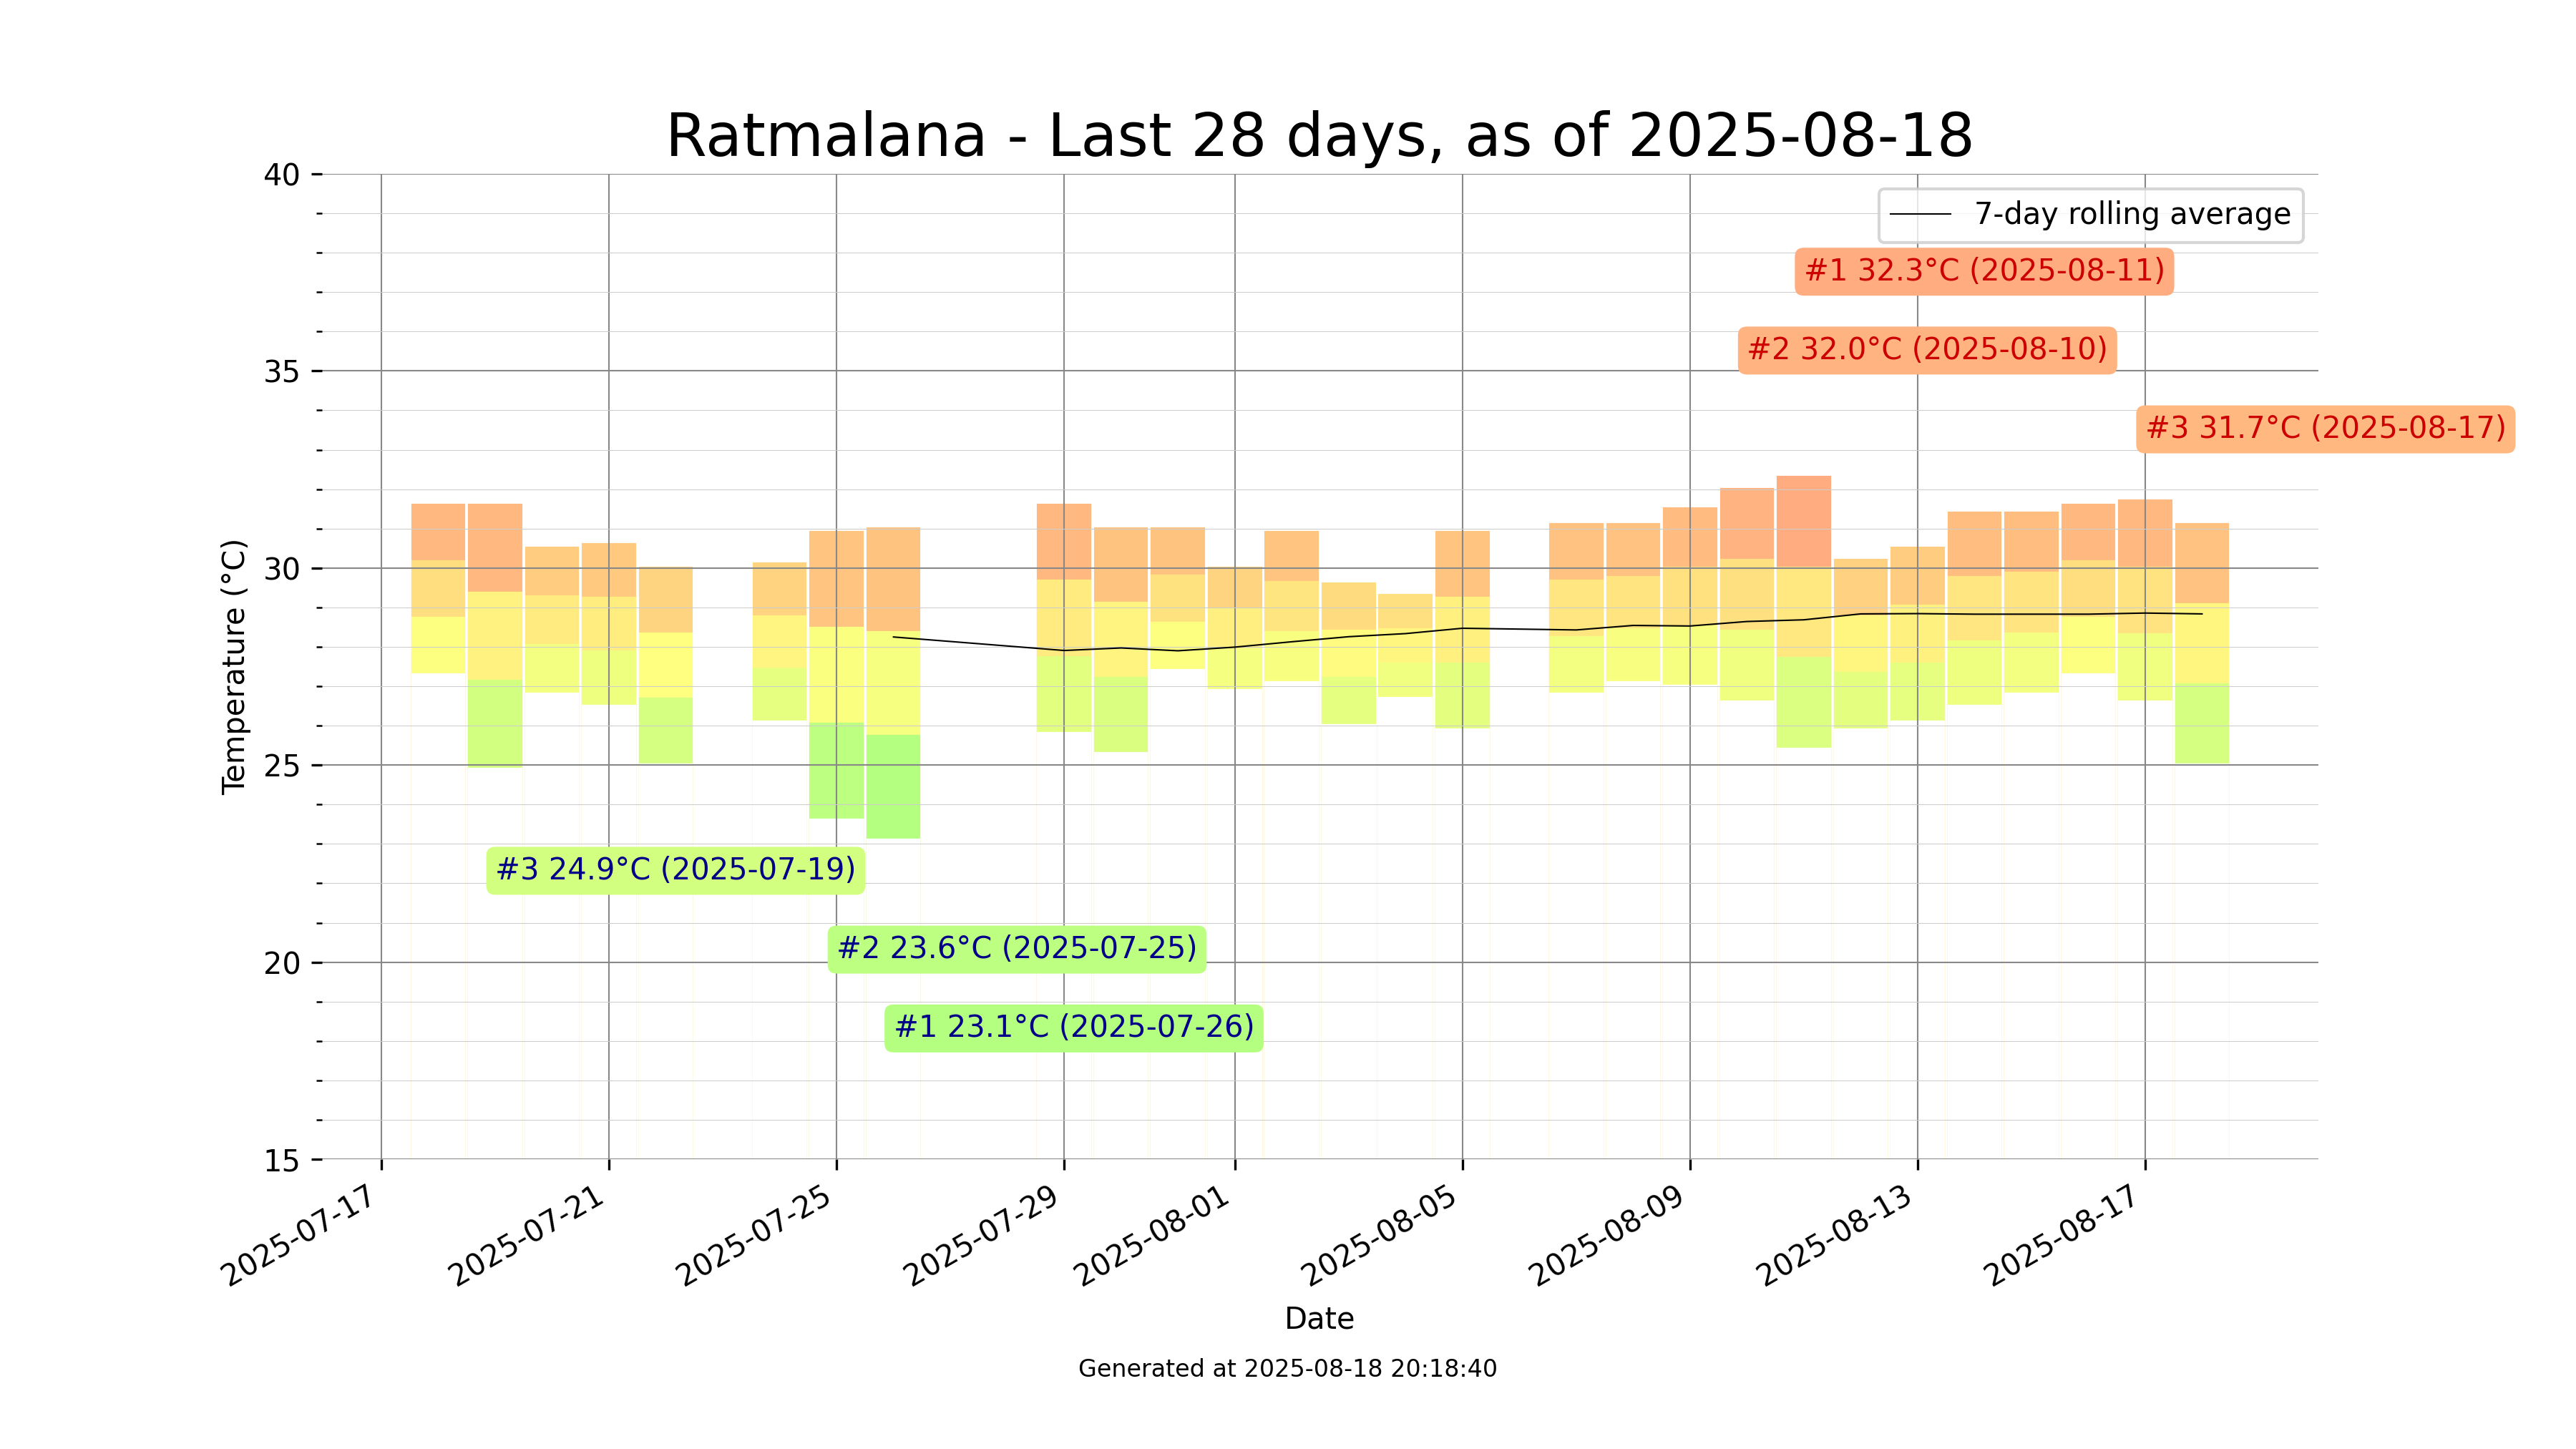 Ratmalana - Last 28 days, as of 2025-08-18
40
7-day rolling average
#1 32.3°C (2025-08-11)
#2 32.0°C (2025-08-10)
35
#3 31.7°C (2025-08-17)
30
Temperature (°C)
25
#3 24.9°C (2025-07-19)
#2 23.6°C (2025-07-25)
20
#1 23.1°C (2025-07-26)
15
2025-07-17
2025-07-21
2025-07-25
2025-07-29
2025-08-01
2025-08-05
2025-08-09
2025-08-13
2025-08-17
Date
Generated at 2025-08-18 20:18:40